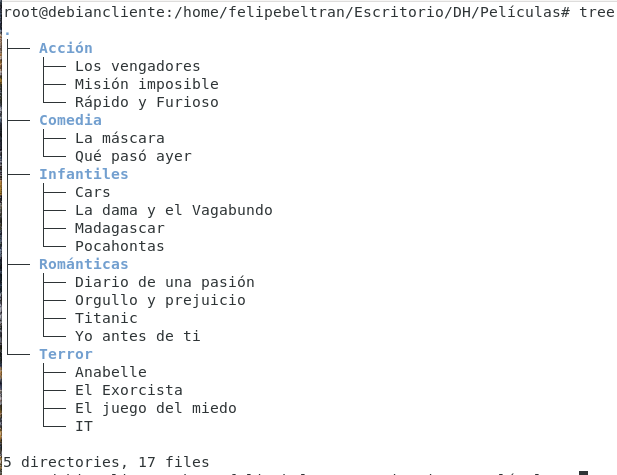 root@debiancliente:/home/felipebeltran/Escritorio/DH/Películas# tree
.
├── Acción
│   ├── Los vengadores
│   ├── Misión imposible
│   └── Rápido y Furioso
├── Comedia
│   ├── La máscara
│   └── Qué pasó ayer
├── Infantiles
│   ├── Cars
│   ├── La dama y el Vagabundo
│   ├── Madagascar
│   └── Pocahontas
├── Románticas
│   ├── Diario de una pasión
│   ├── Orgullo y prejuicio
│   ├── Titanic
│   └── Yo antes de ti
└── Terror
    ├── Anabelle
    ├── El Exorcista
    ├── El juego del miedo
    └── IT
5 directories, 17 files